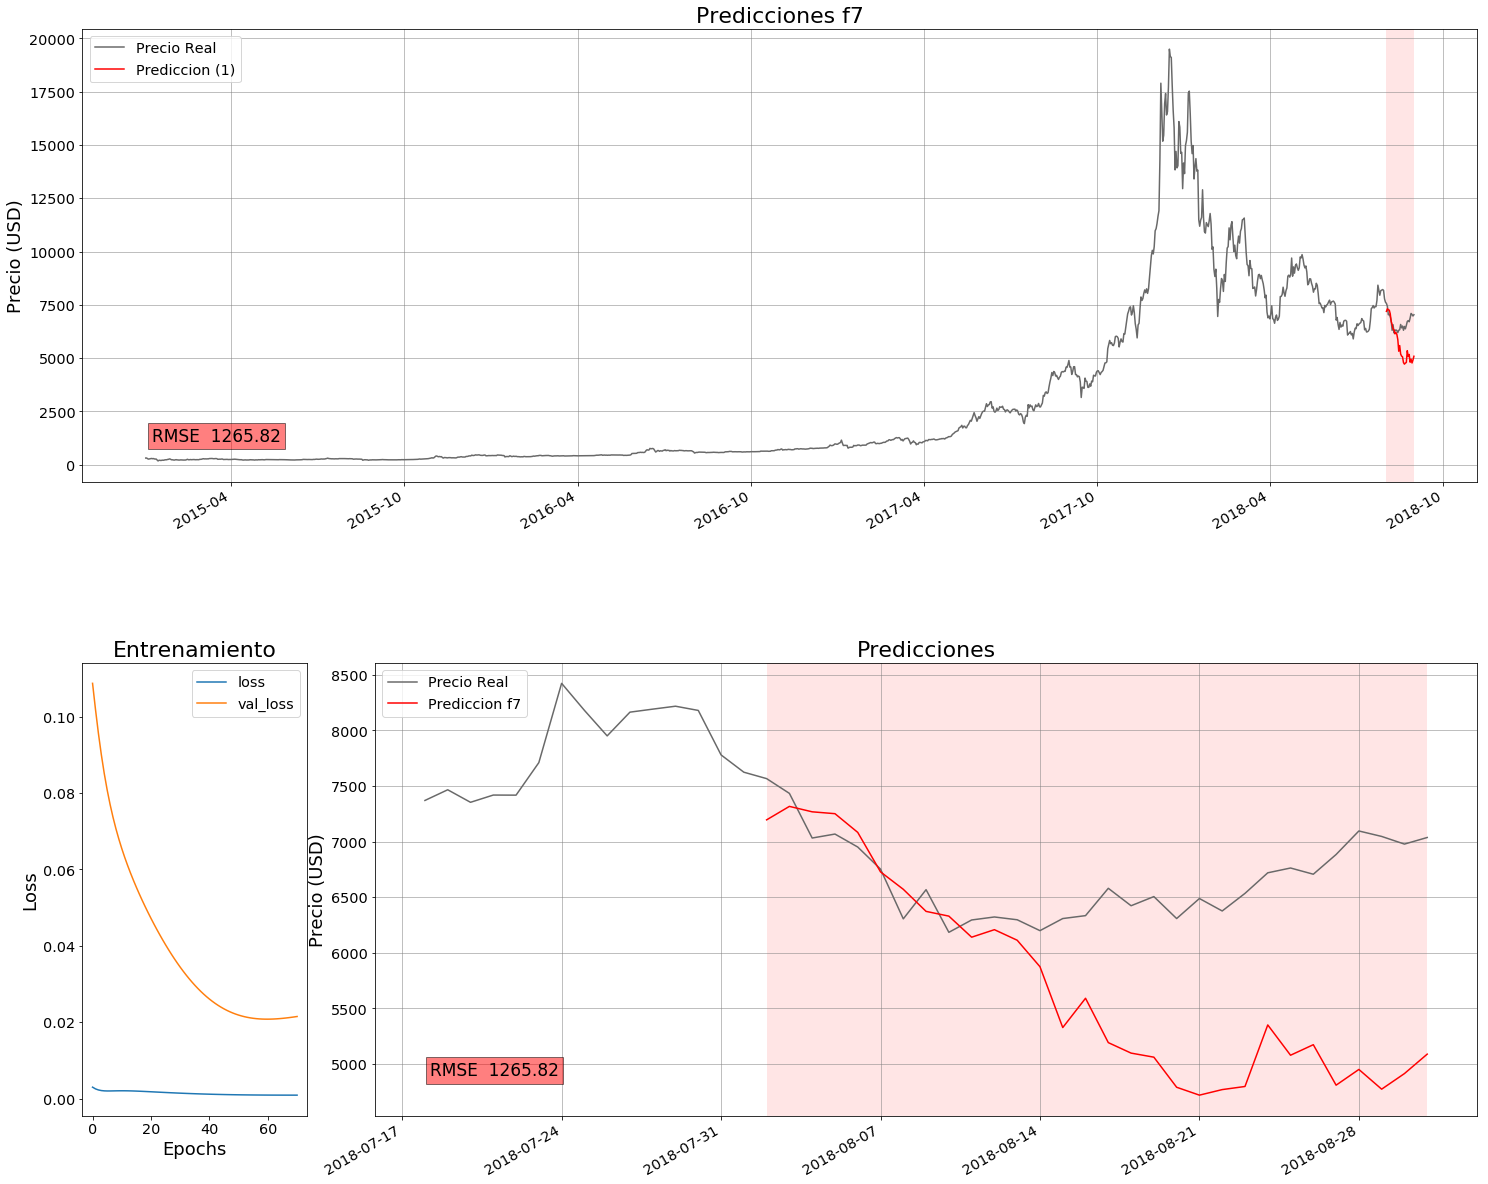 Predicciones f7
Precio Real
Prediccion (1)
Precio (USD)
20000
17500
15000
12500
10000
7500
5000
2500
0
RMSE  1265.82
2015-04
2015-10
2016-04
2016-10
2017-04
2017-10
2018-04
2018-10
Entrenamiento
loss
val_loss
Loss
0.10
0.08
0.06
0.04
0.02
0.00
0
20
40
60
Epochs
Predicciones
Precio Real
Prediccion f7
Precio (USD)
8500
8000
7500
7000
6500
6000
5500
5000
RMSE  1265.82
2018-07-17
2018-07-24
2018-07-31
2018-08-07
2018-08-14
2018-08-21
2018-08-28